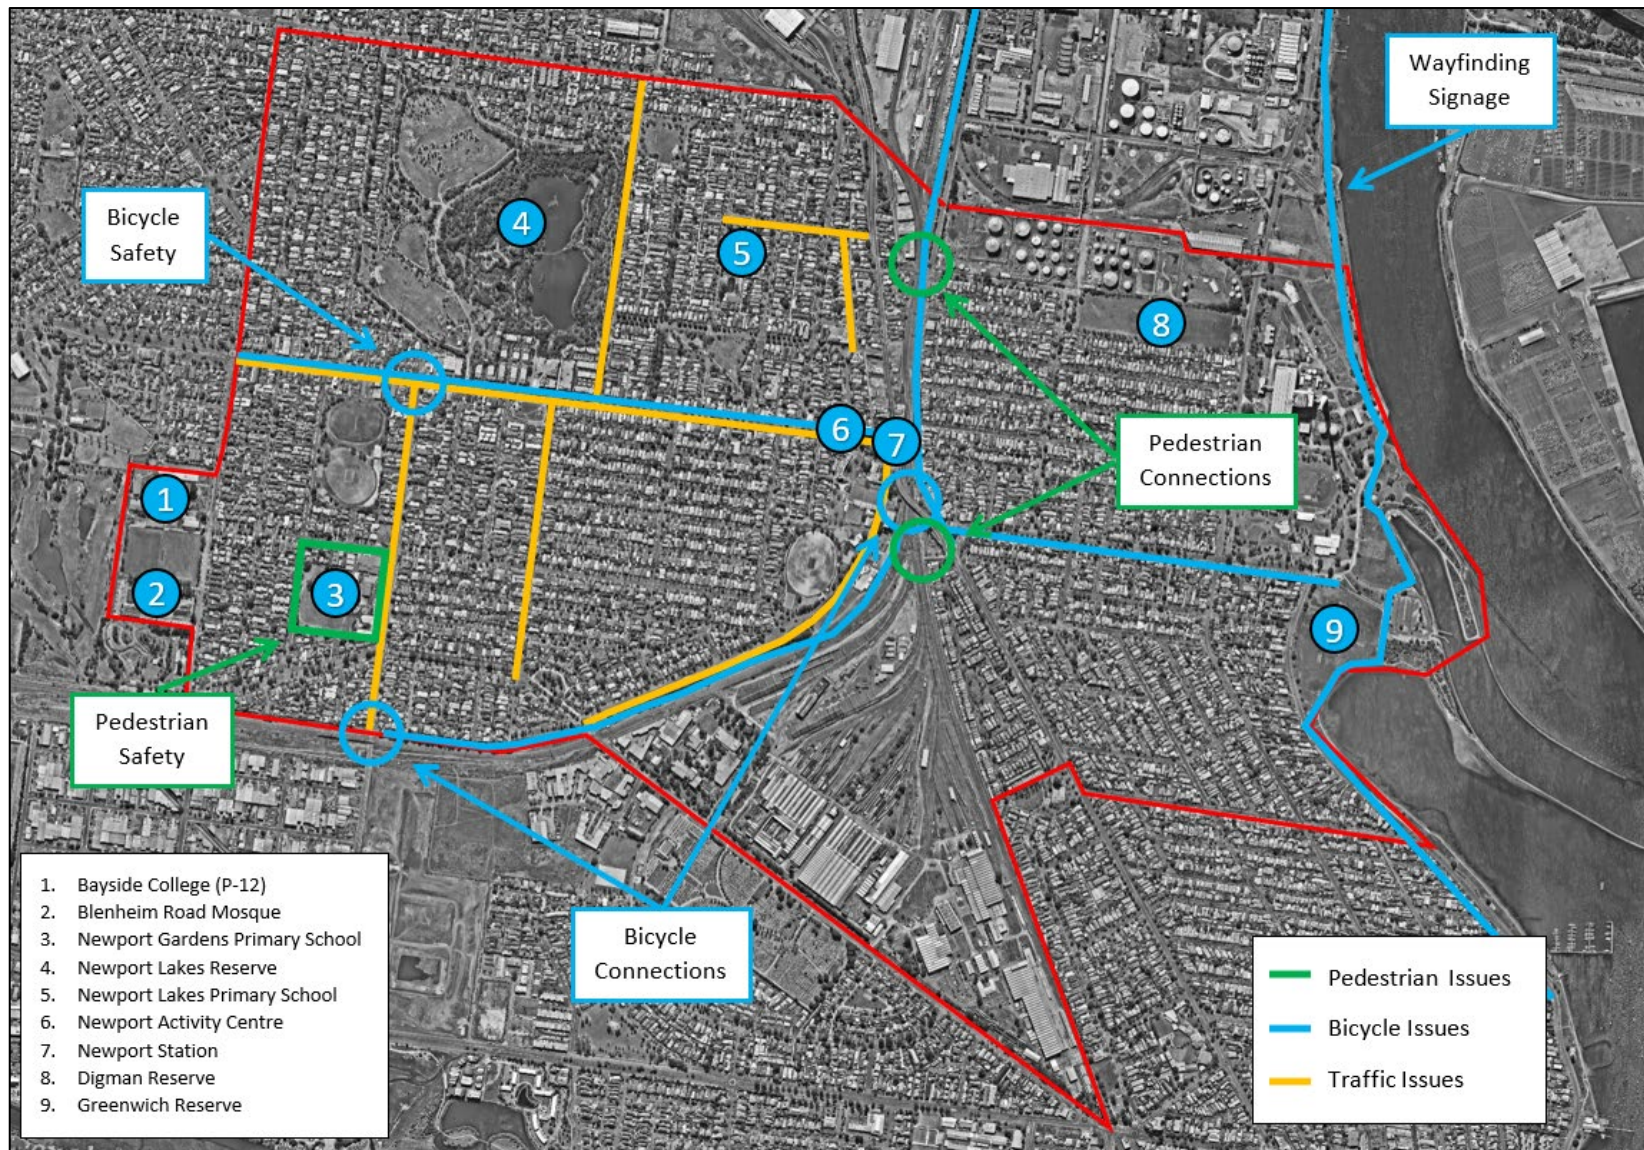 Wayfinding
Signage
Bicycle
Safety
4
5
8
6
7
Pedestrian
Connections
1
2
3
9
Pedestrian
Safety
Bicycle
Connections
1. Bayside College (P-12)
2. Blenheim Road Mosque
3. Newport Gardens Primary School
4. Newport Lakes Reserve
5. Newport Lakes Primary School
6. Newport Activity Centre
7. Newport Station
8. Digman Reserve
9. Greenwich Reserve
Pedestrian Issues
Bicycle Issues
Traffic Issues